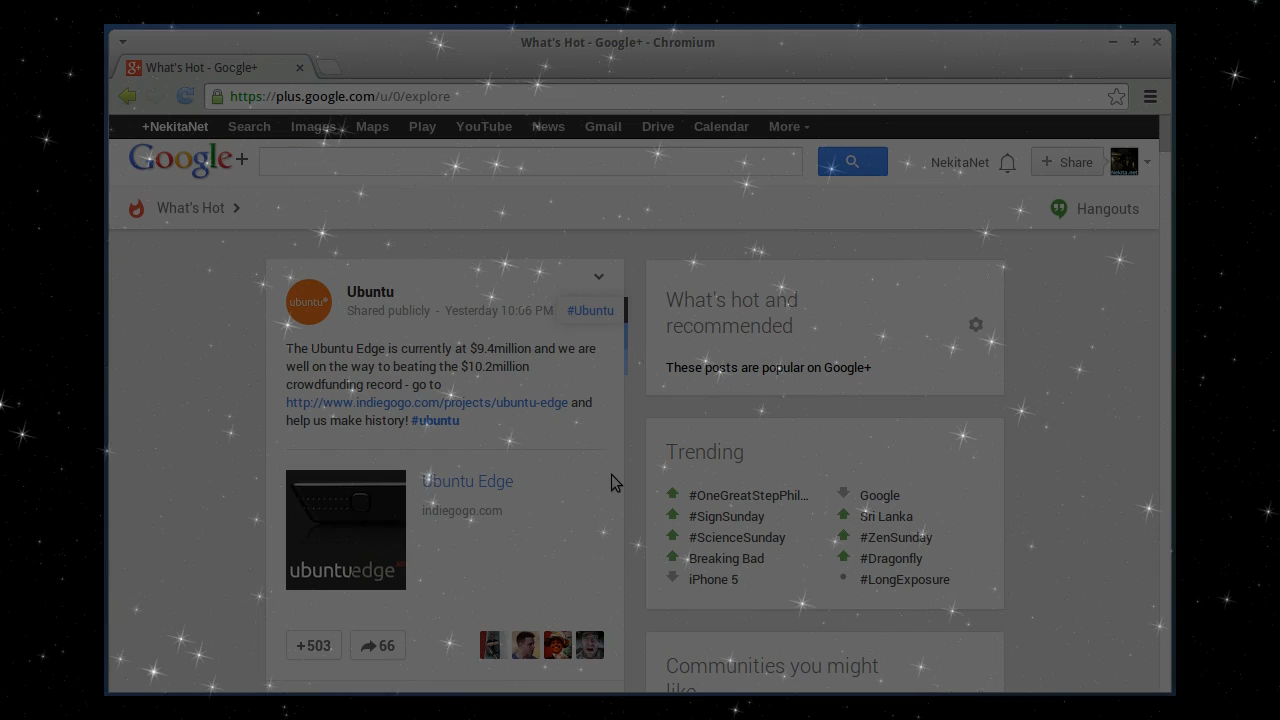 What's Hot - Google+ - Chromium
What's Hot - Google+
https://plus.google.com/u/0/explore
+NekitaNet Search Images Maps Play YouTube News Gmail Drive Calendar More
Google+
NekitaNet
+ Share
Nekita.net
What's Hot
Hangouts
ubuntu
Ubuntu
Shared publicly - Yesterday 10:06 PM
#Ubuntu
The Ubuntu Edge is currently at $9.4million and we are
well on the way to beating the $10.2million
crowdfunding record - go to
http://www.indiegogo.com/projects/ubuntu-edge and
help us make history! #ubuntu
ubuntuedge
Ubuntu Edge
indiegogo.com
+503
66
What's hot and
recommended
These posts are popular on Google+
Trending
#OneGreatStepPhil...
#SignSunday
#ScienceSunday
Breaking Bad
iPhone 5
Google
Sri Lanka
#ZenSunday
#Dragonfly
#LongExposure
Communities you might
like